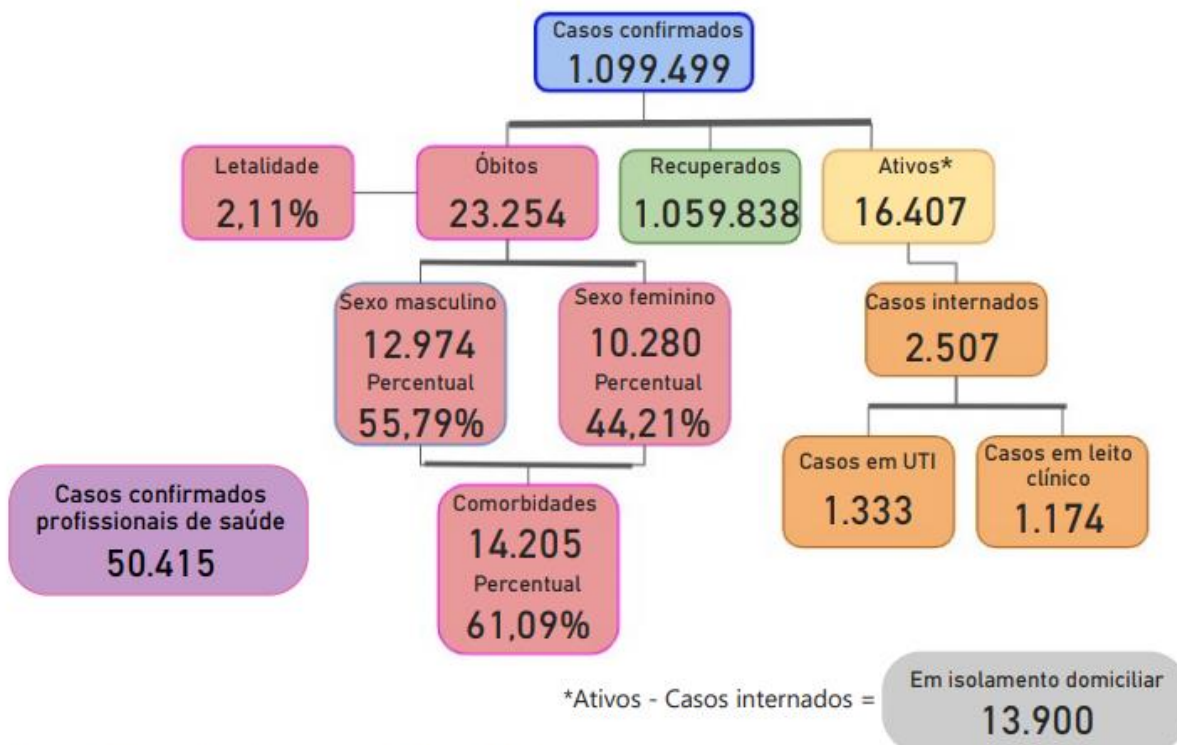 Casos confirmados
1.099.499
Letalidade
2,11%
Óbitos
23.254
Recuperados
1.059.838
Ativos*
16.407
Sexo masculino
12.974
Percentual
55,79%
Sexo feminino
10.280
Percentual
44,21%
Casos internados
2.507
Casos em UTI
1.333
Casos em leito
clínico
1.174
Casos confirmados
profissionais de saúde
50.415
Comorbidades
14.205
Percentual
61,09%
*Ativos - Casos internados =
Em isolamento domiciliar
13.900